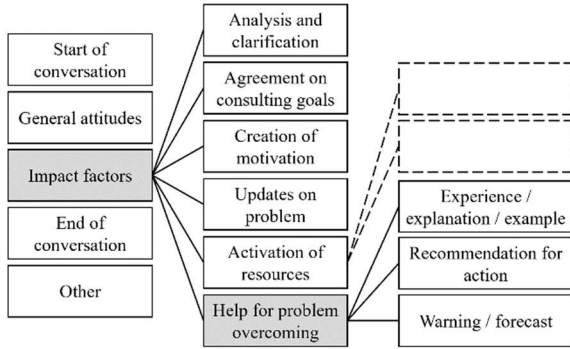 Start of
conversation
General attitudes
Impact factors
End of
conversation
Other
Analysis and
clarification
Agreement on
consulting goals
Creation of
motivation
Updates on
problem
Activation of
resources
Help for problem
overcoming
Experience /
explanation / example
Recommendation for
action
Warning / forecast